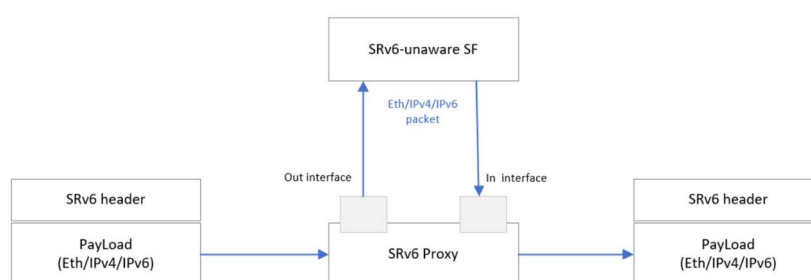 SRv6-unaware SF
Eth/IPv4/IPv6
packet
Out interface
In interface
SRv6 header
PayLoad
(Eth/IPv4/IPv6)
SRv6 Proxy
SRv6 header
PayLoad
(Eth/IPv4/IPv6)